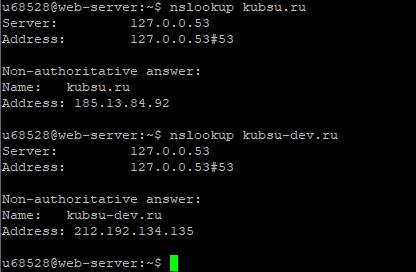 u68528@web-server:~$ nslookup kubsu.ru
Server:         127.0.0.53
Address:        127.0.0.53#53

Non-authoritative answer:
Name:   kubsu.ru
Address: 185.13.84.92

u68528@web-server:~$ nslookup kubsu-dev.ru
Server:         127.0.0.53
Address:        127.0.0.53#53

Non-authoritative answer:
Name:   kubsu-dev.ru
Address: 212.192.134.135

u68528@web-server:~$